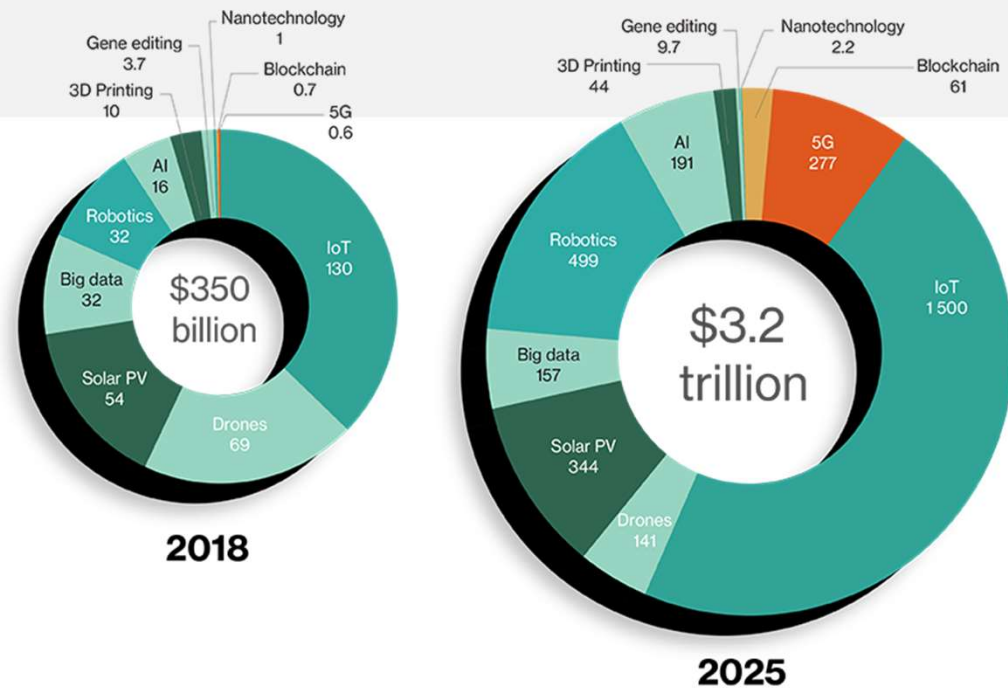 Nanotechnology
1
Gene editing
3.7
Blockchain
0.7
3D Printing
10
5G
0.6
AI
16
Robotics
32
IoT
130
Big data
32
$350
billion
Solar PV
54
Drones
69
2018
Gene editing
9.7
Nanotechnology
2.2
3D Printing
44
Blockchain
61
AI
191
5G
277
Robotics
499
IoT
1 500
$3.2
trillion
Big data
157
Solar PV
344
Drones
141
2025